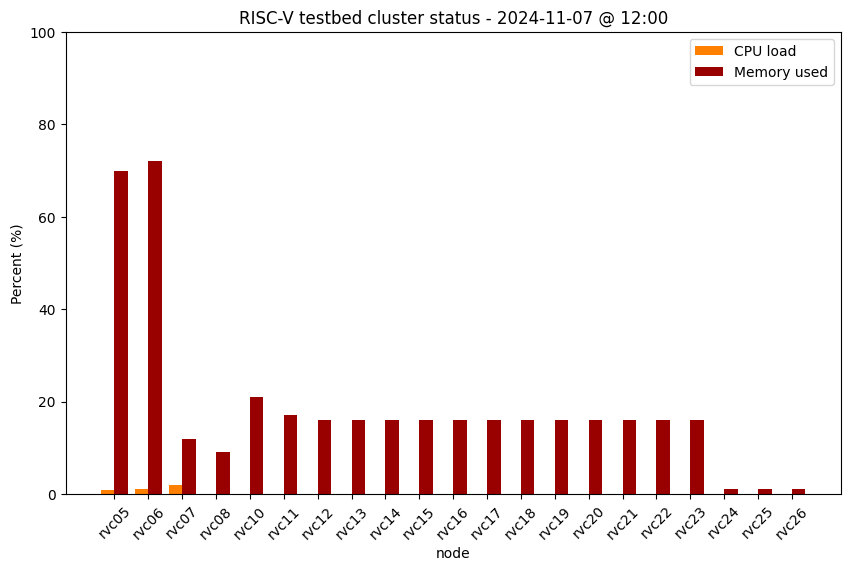 RISC-V testbed cluster status - 2024-11-07 @ 12:00
CPU load
Memory used
Percent (%)
100
80
60
40
20
0
rvc05 rvc06 rvc07 rvc08 rvc10 rvc11 rvc12 rvc13 rvc14 rvc15 rvc16 rvc17 rvc18 rvc19 rvc20 rvc21 rvc22 rvc23 rvc24 rvc25 rvc26
node